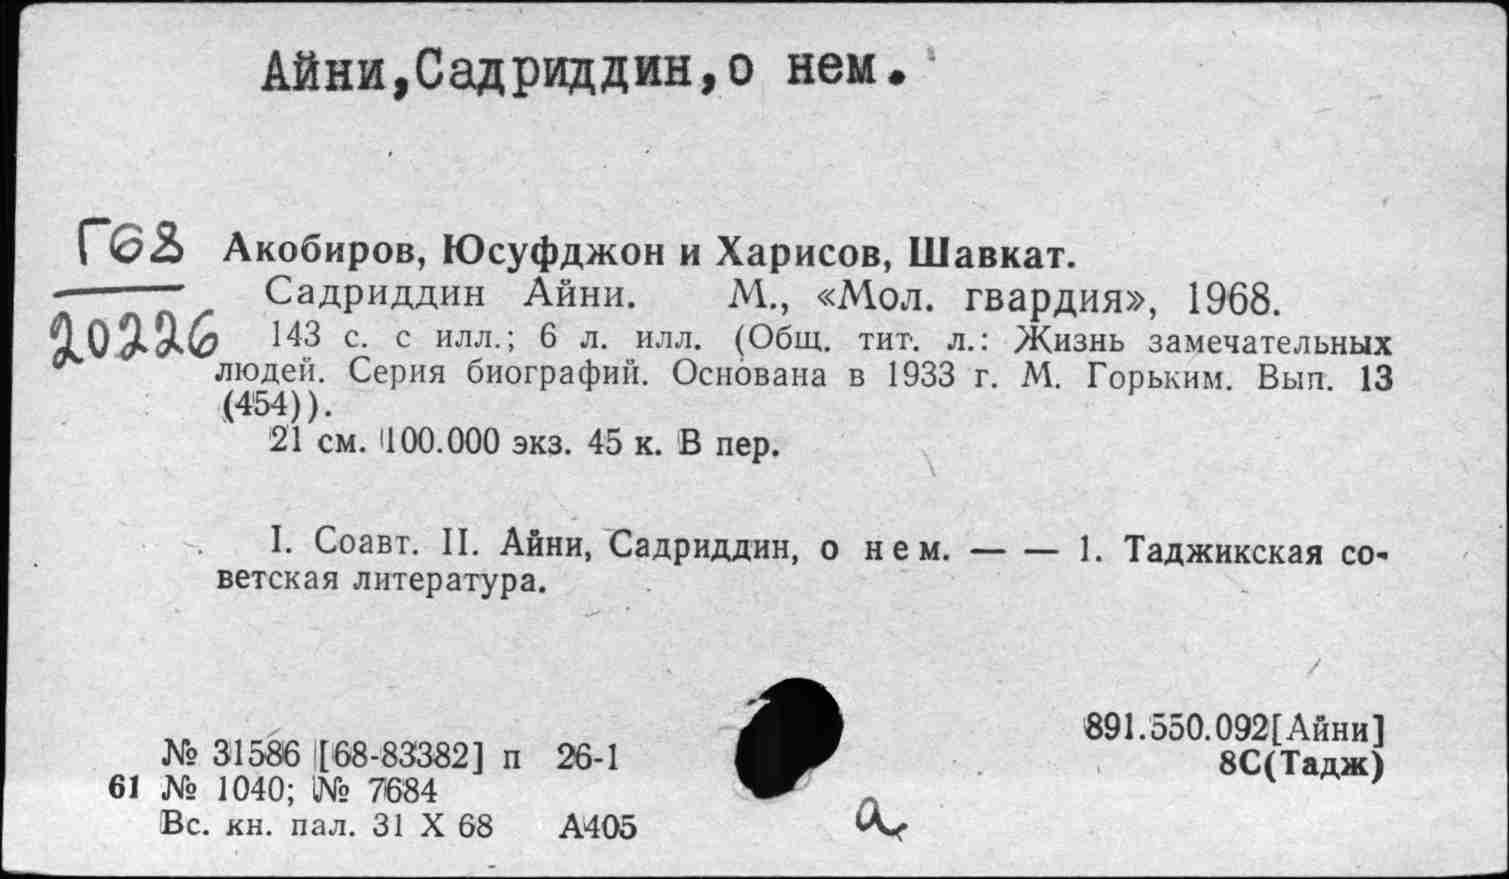 Айни,Садриддин,о нем.
Г68
20226
Акобиров, Юсуфджон и Харисов, Шавкат.
Садриддин Айни. М., «Мол. гвардия», 1968.
143 с. с илл.; 6 л. илл. (Общ. тит. л.: Жизнь замечательных
людей. Серия биографий. Основана в 1933 г. М. Горьким. Вып. 13
(454)).
21 см. 100.000 экз. 45 к. В пер.
I. Соавт. II. Айни, Садриддин, о нем. — — 1. Таджикская со-
ветская литература.
891.550.092[Айни]
8С(Тадж)
№ 31586 [68-83382] п 26-1
61 № 1040; № 7684
Вс. кн. пал. 31 X 68 А405